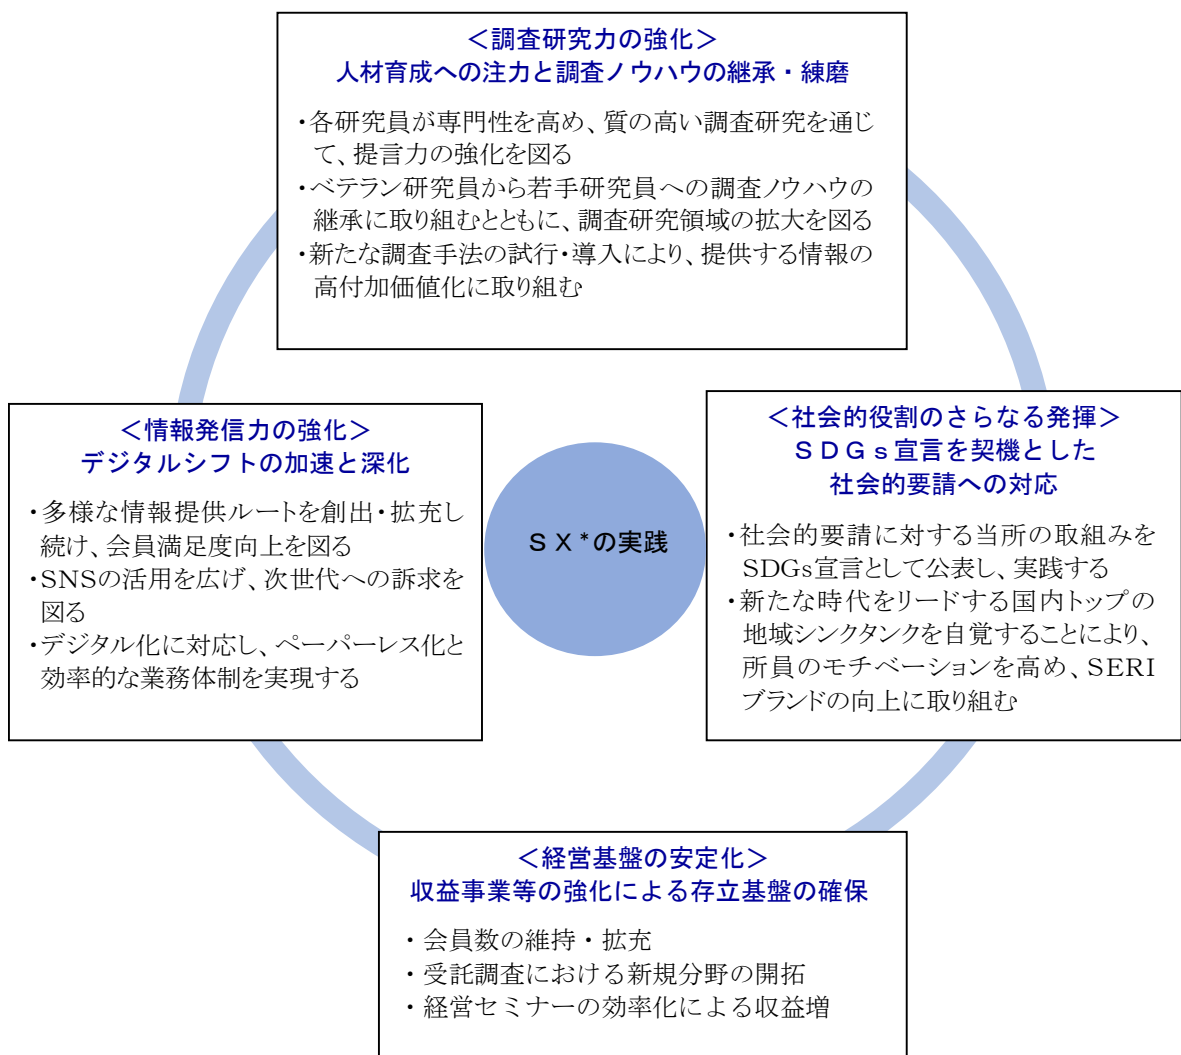 ＜調査研究力の強化＞
人材育成への注力と調査ノウハウの継承・練磨
・各研究員が専門性を高め、質の高い調査研究を通じ
て、提言力の強化を図る
・ベテラン研究員から若手研究員への調査ノウハウの
継承に取り組むとともに、調査研究領域の拡大を図る
・新たな調査手法の試行・導入により、提供する情報の
高付加価値化に取り組む
＜情報発信力の強化＞
デジタルシフトの加速と深化
・多様な情報提供ルートを創出・拡充し
続け、会員満足度向上を図る
・SNSの活用を広げ、次世代への訴求を
図る
・デジタル化に対応し、ペーパーレス化と
効率的な業務体制を実現する
ＳＸ*の実践
＜社会的役割のさらなる発揮＞
ＳＤＧｓ宣言を契機とした
社会的要請への対応
・社会的要請に対する当所の取組みを
SDGs宣言として公表し、実践する
・新たな時代をリードする国内トップの
地域シンクタンクを自覚することにより、
所員のモチベーションを高め、SERI
ブランドの向上に取り組む
＜経営基盤の安定化＞
収益事業等の強化による存立基盤の確保
・会員数の維持・拡充
・受託調査における新規分野の開拓
・経営セミナーの効率化による収益増